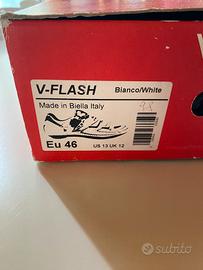 V-FLASH
Bianco/White
Made in Biella Italy
Eu 46
US 13 UK 12
subito